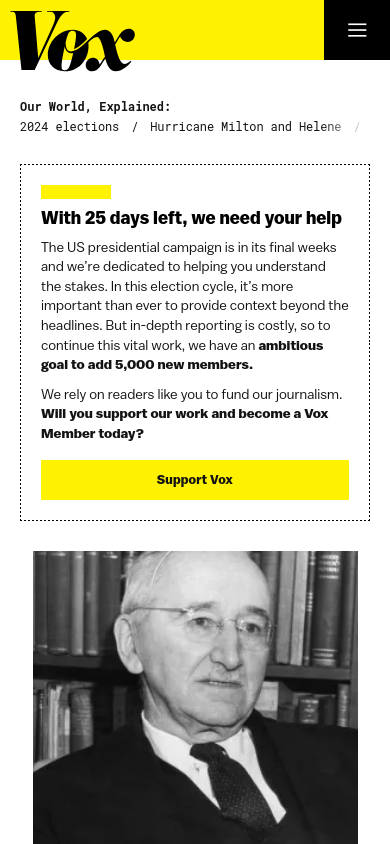 Vox
Our World, Explained:
2024 elections / Hurricane Milton and Helene /
With 25 days left, we need your help
The US presidential campaign is in its final weeks
and we’re dedicated to helping you understand
the stakes. In this election cycle, it’s more
important than ever to provide context beyond the
headlines. But in-depth reporting is costly, so to
continue this vital work, we have an ambitious
goal to add 5,000 new members.
We rely on readers like you to fund our journalism.
Will you support our work and become a Vox
Member today?
Support Vox